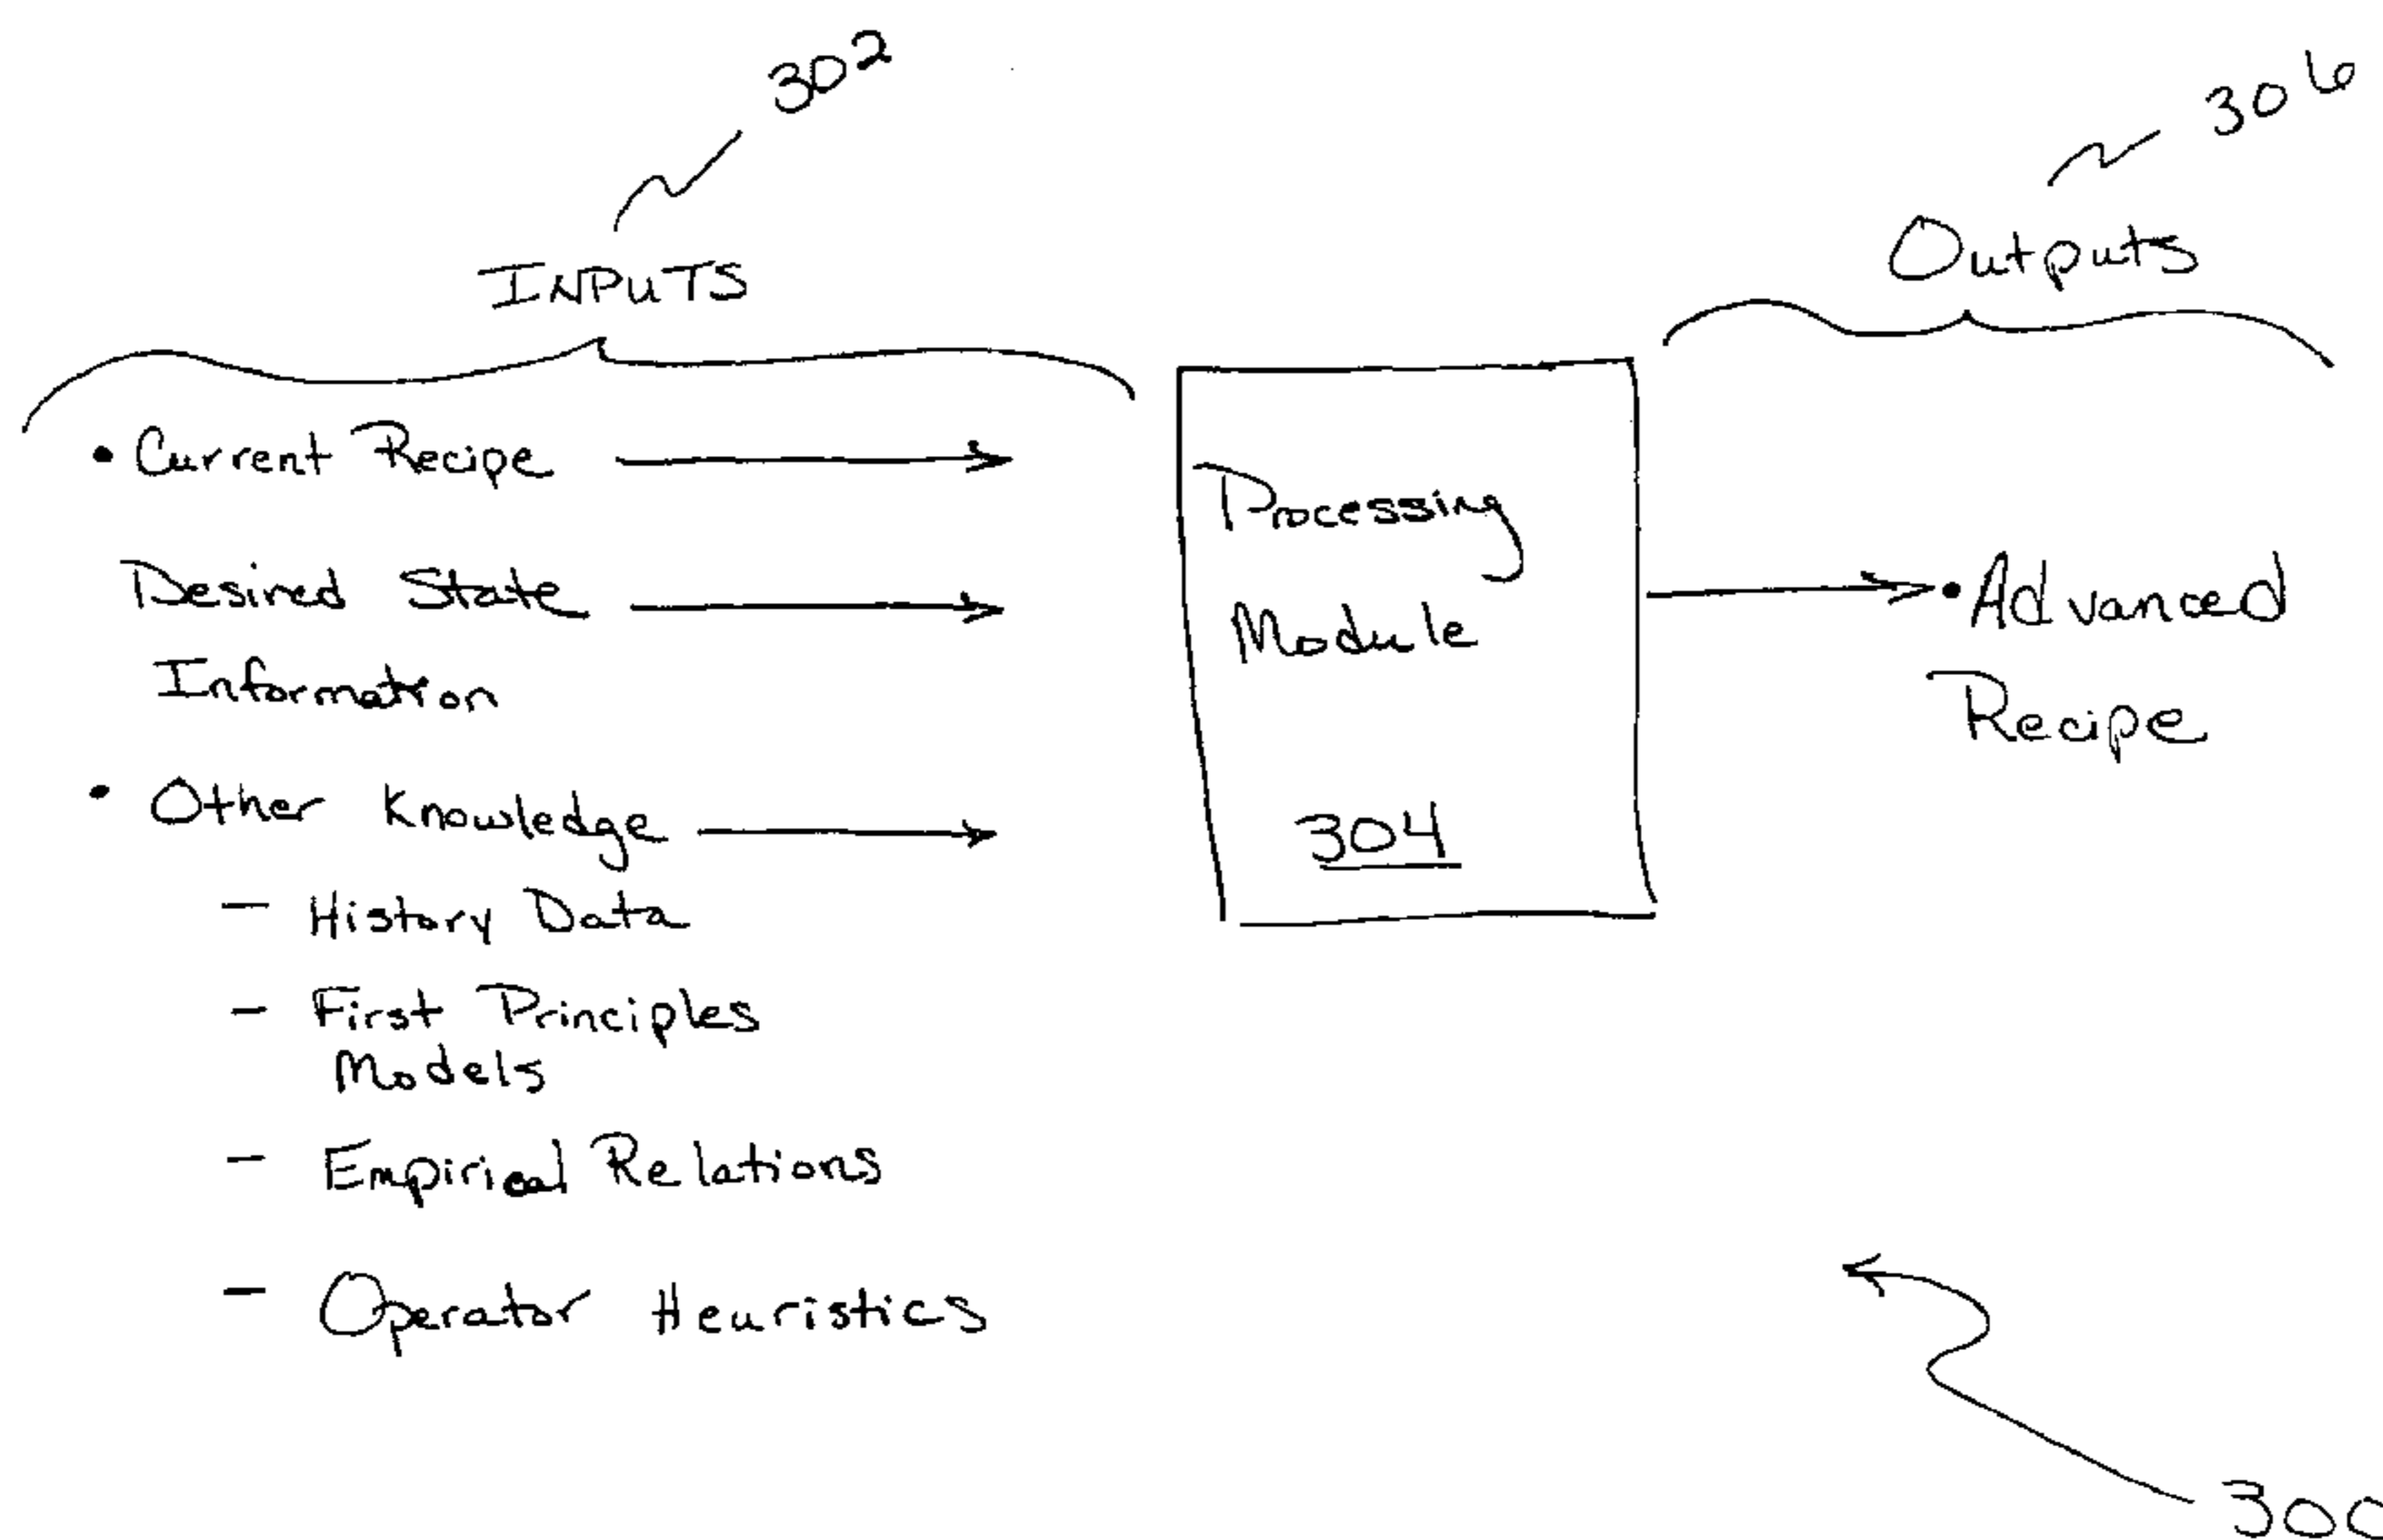 302
306
INPUTS
Outputs
• Current Recipe
Desired State
Information
• Other Knowledge
– History Data
– First Principles
Models
– Empirical Relations
– Operator Heuristics
Processing
Module
304
• Advanced
Recipe
300